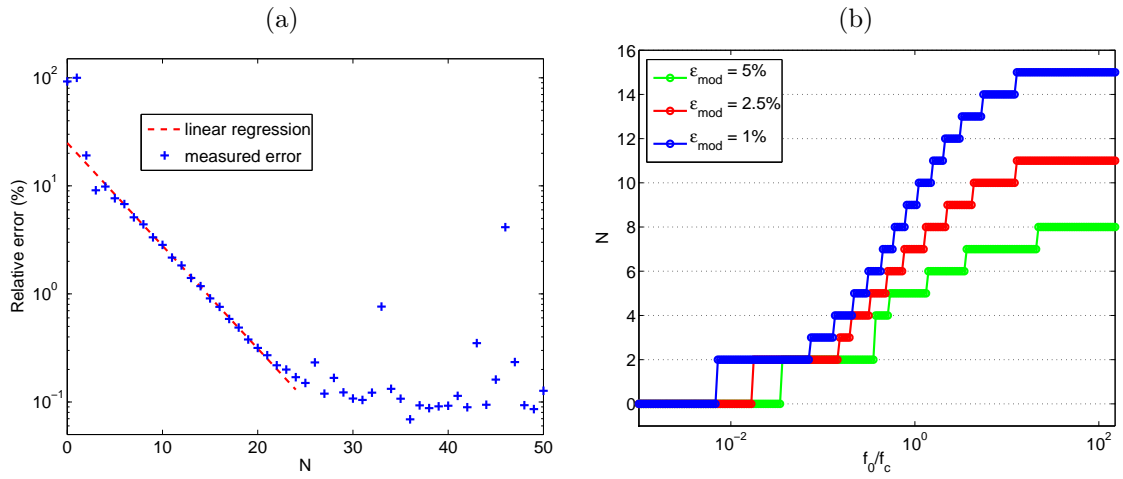 (a)
10^2
10^1
10^0
10^-1
Relative error (%)
0 10 20 30 40 50
N
linear regression
measured error
(b)
16
14
12
10
8
6
4
2
0
N
10^-2 10^0 10^2
f_0/f_c
ε_mod = 5%
ε_mod = 2.5%
ε_mod = 1%